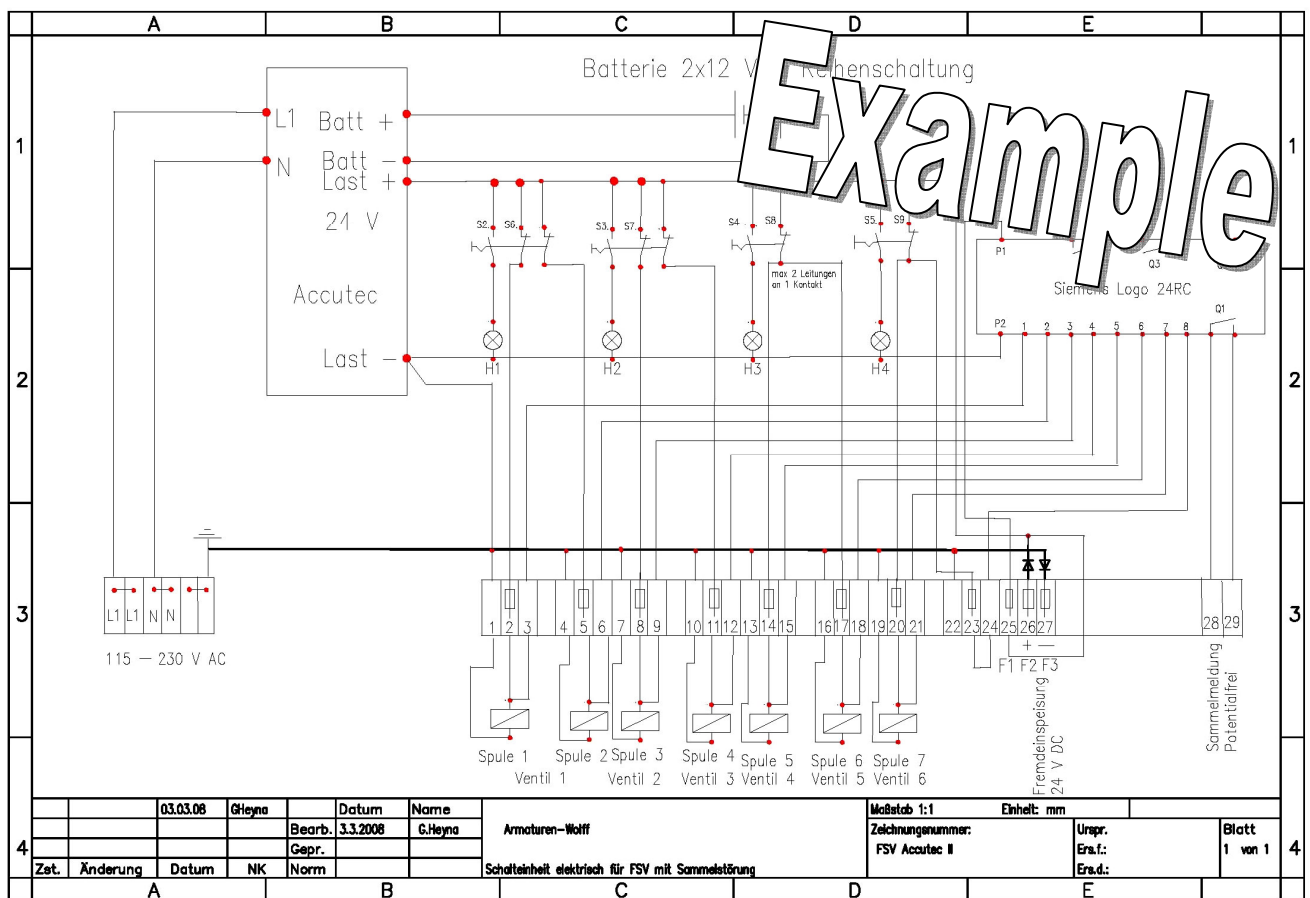 A B C D E
Batterie 2x12 V Reihenschaltung
Example
1 1
L1 Batt +
N Batt –
Last +
24 V
Accutec
Last –
S2. S6. S3. S7. S4 S8 S5. S9
max 2 Leitungen
an 1 Kontakt
P1 Q3
Siemens Logo 24RC
Q1
P2 1 2 3 4 5 6 7 8
H1 H2 H3 H4
2 2
3 3
L1 L1 N N
115 – 230 V AC
1 2 3 4 5 6 7 8 9 10 11 12 13 14 15 16 17 18 19 20 21 22 23 24 25 26 27 28 29
+ –
F1 F2 F3
Fremdeinspeisung
24 V DC
Sammelmeldung
Potentialfrei
Spule 1 Spule 2 Spule 3 Spule 4 Spule 5 Spule 6 Spule 7
Ventil 1 Ventil 2 Ventil 3 Ventil 4 Ventil 5 Ventil 6
03.03.08 GHeyna Datum Name Maßstab 1:1 Einheit: mm
Bearb. 3.3.2008 G.Heyna Armaturen–Wolff Zeichnungsnummer: Urspr. Blatt
4 Gepr. FSV Accutec II Ers.f.: 1 von 1 4
Zst. Änderung Datum NK Norm Schalteinheit elektrisch für FSV mit Sammelstörung Ers.d.:
A B C D E